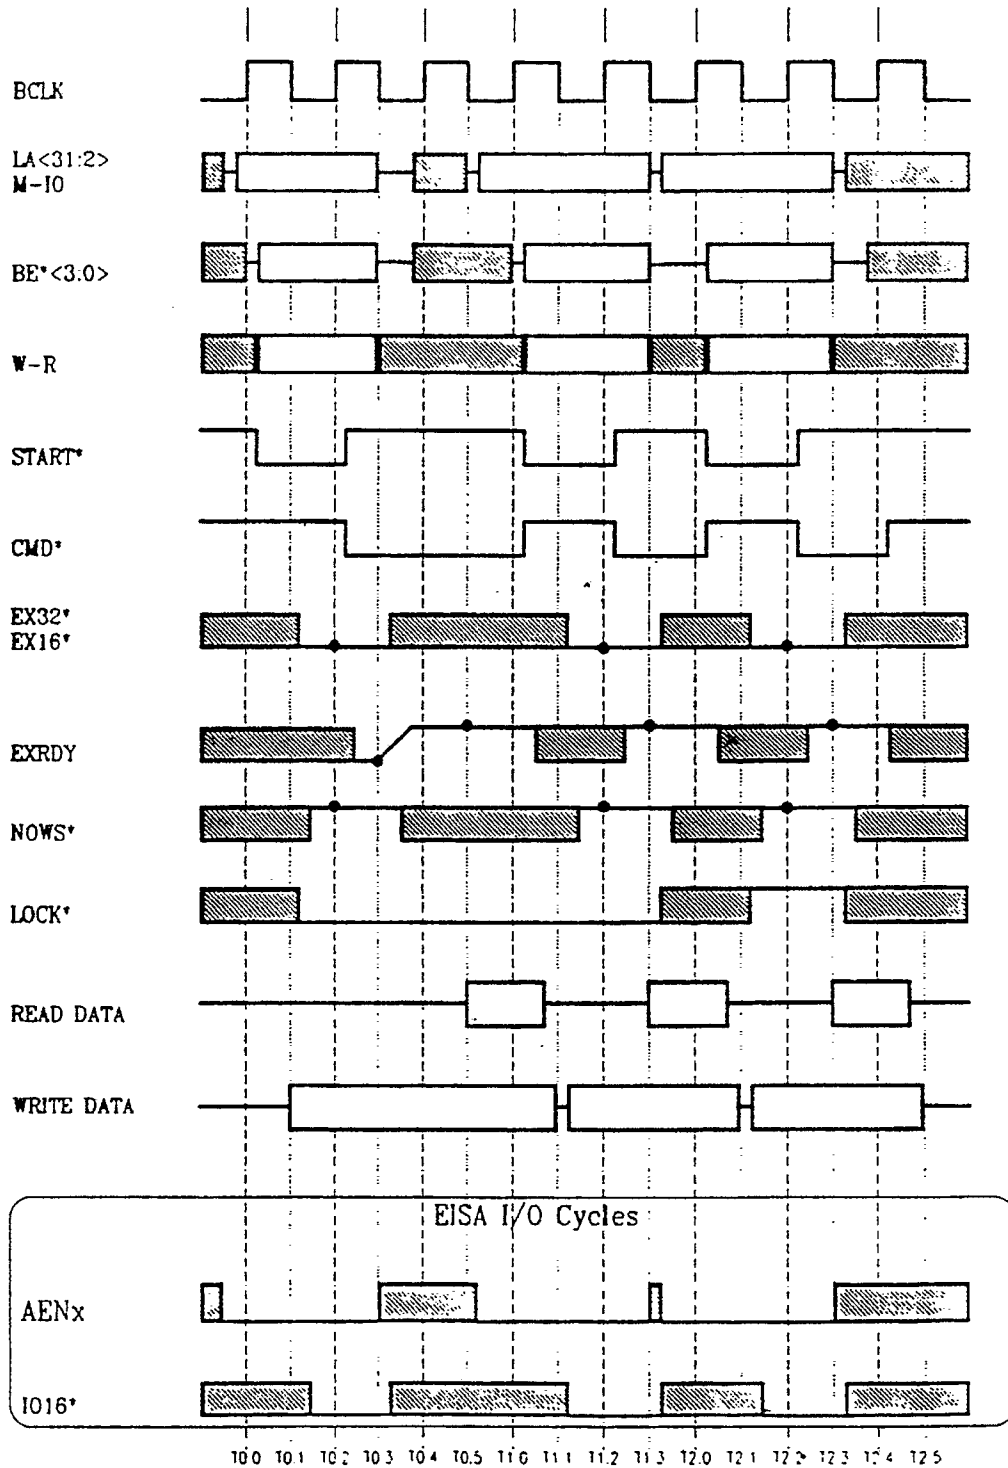 BCLK
LA<31:2>
M-IO
BE*<3:0>
W-R
START*
CMD*
EX32*
EX16*
EXRDY
NOWS*
LOCK*
READ DATA
WRITE DATA
EISA I/O Cycles
AENx
IO16*
T0.0 T0.1 T0.2 T0.3 T0.4 T0.5 T1.0 T1.1 T1.2 T1.3 T2.0 T2.1 T2.2 T2.3 T2.4 T2.5